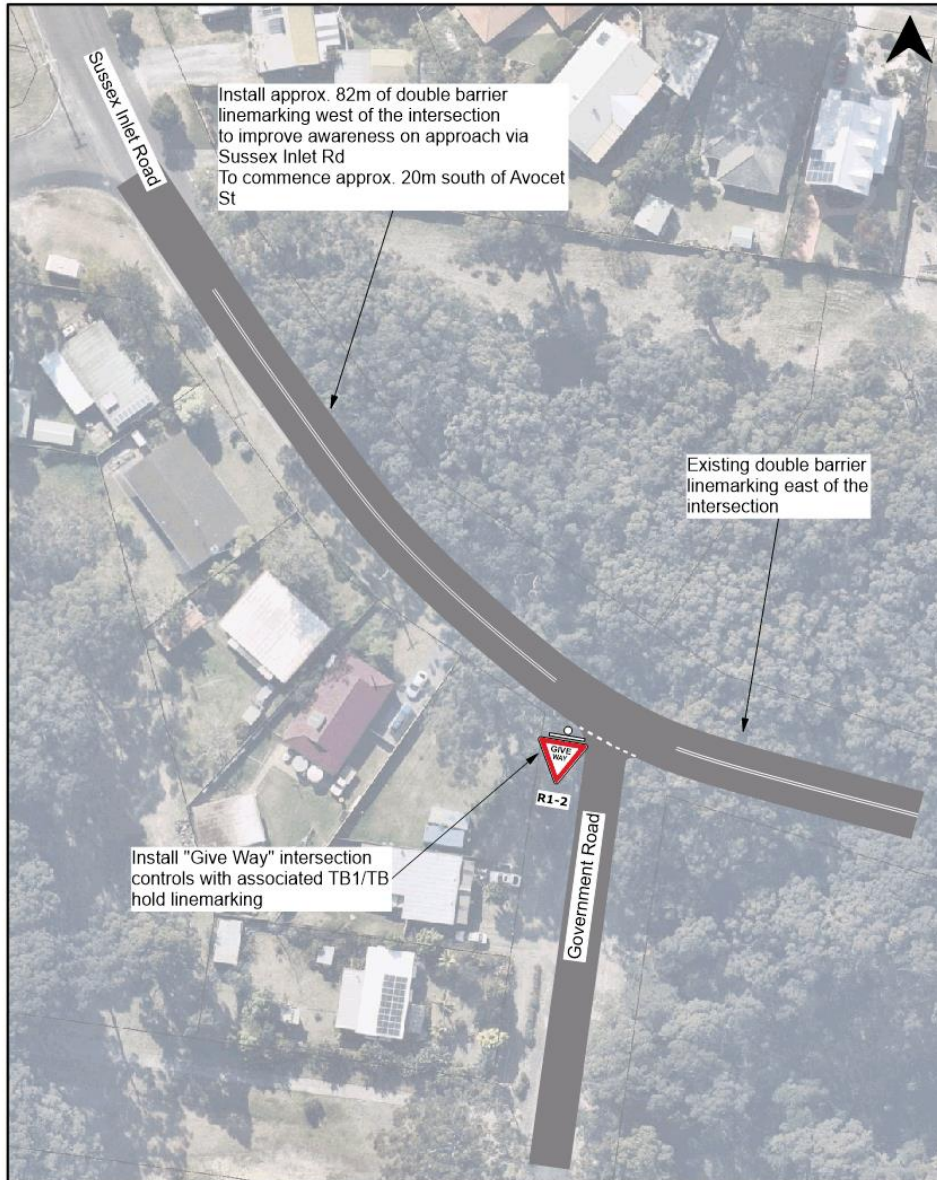 Sussex Inlet Road
Install approx. 82m of double barrier
linemarking west of the intersection
to improve awareness on approach via
Sussex Inlet Rd
To commence approx. 20m south of Avocet
St
Existing double barrier
linemarking east of the
intersection
GIVE
WAY
R1-2
Install "Give Way" intersection
controls with associated TB1/TB
hold linemarking
Government Road